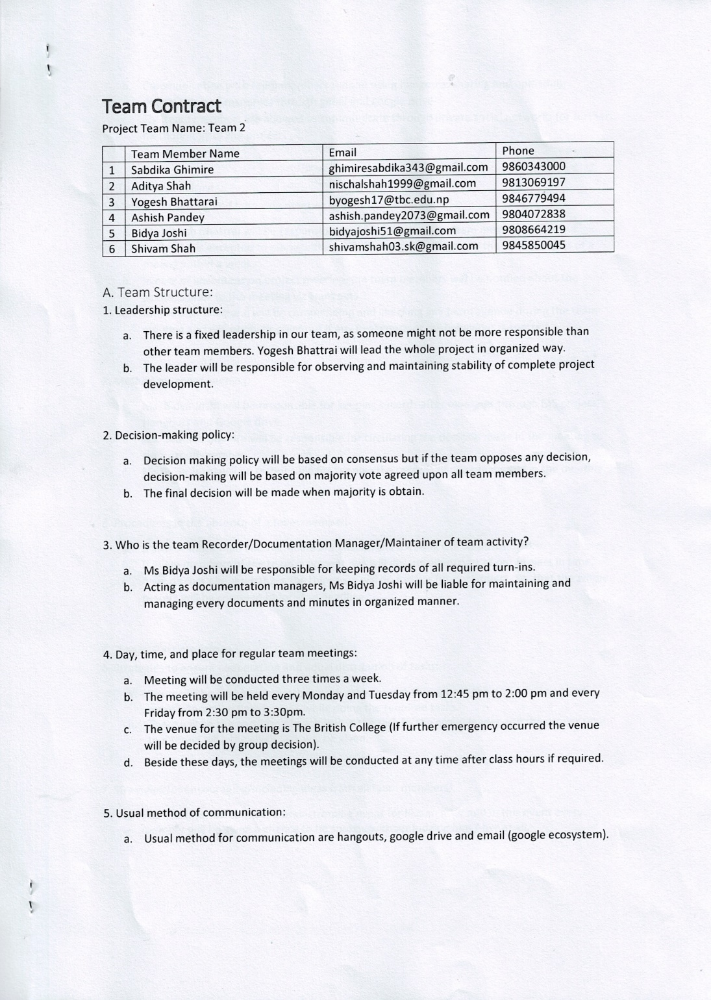 Team Contract
Project Team Name: Team 2
Team Member Name Email Phone
1 Sabdika Ghimire ghimiresabdika343@gmail.com 9860343000
2 Aditya Shah nischalshah1999@gmail.com 9813069197
3 Yogesh Bhattarai byogesh17@tbc.edu.np 9846779494
4 Ashish Pandey ashish.pandey2073@gmail.com 9804072838
5 Bidya Joshi bidyajoshi51@gmail.com 9808664219
6 Shivam Shah shivamshah03.sk@gmail.com 9845850045
A. Team Structure:
1. Leadership structure:
a. There is a fixed leadership in our team, as someone might not be more responsible than
other team members. Yogesh Bhattrai will lead the whole project in organized way.
b. The leader will be responsible for observing and maintaining stability of complete project
development.
2. Decision-making policy:
a. Decision making policy will be based on consensus but if the team opposes any decision,
decision-making will be based on majority vote agreed upon all team members.
b. The final decision will be made when majority is obtain.
3. Who is the team Recorder/Documentation Manager/Maintainer of team activity?
a. Ms Bidya Joshi will be responsible for keeping records of all required turn-ins.
b. Acting as documentation managers, Ms Bidya Joshi will be liable for maintaining and
managing every documents and minutes in organized manner.
4. Day, time, and place for regular team meetings:
a. Meeting will be conducted three times a week.
b. The meeting will be held every Monday and Tuesday from 12:45 pm to 2:00 pm and every
Friday from 2:30 pm to 3:30pm.
c. The venue for the meeting is The British College (If further emergency occurred the venue
will be decided by group decision).
d. Beside these days, the meetings will be conducted at any time after class hours if required.
5. Usual method of communication:
a. Usual method for communication are hangouts, google drive and email (google ecosystem).